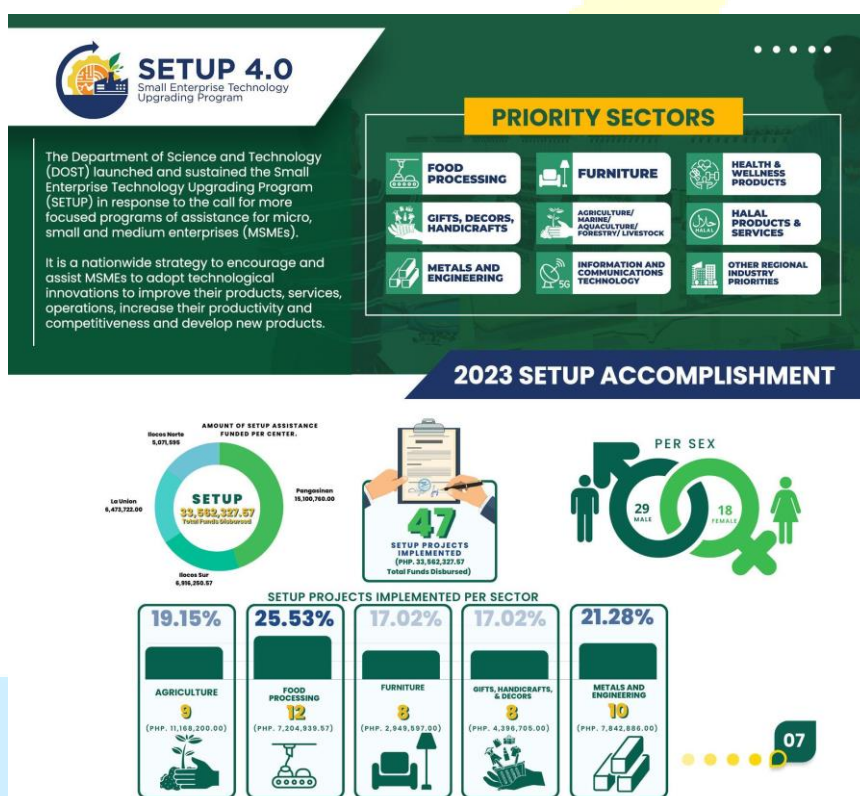 SETUP 4.0
Small Enterprise Technology
Upgrading Program
The Department of Science and Technology
(DOST) launched and sustained the Small
Enterprise Technology Upgrading Program
(SETUP) in response to the call for more
focused programs of assistance for micro,
small and medium enterprises (MSMEs).
It is a nationwide strategy to encourage and
assist MSMEs to adopt technological
innovations to improve their products, services,
operations, increase their productivity and
competitiveness and develop new products.
PRIORITY SECTORS
FOOD
PROCESSING
FURNITURE
HEALTH &
WELLNESS
PRODUCTS
GIFTS, DECORS,
HANDICRAFTS
AGRICULTURE/
MARINE/
AQUACULTURE/
FORESTRY/ LIVESTOCK
حلال
HALAL
HALAL
PRODUCTS &
SERVICES
METALS AND
ENGINEERING
5G
INFORMATION AND
COMMUNICATIONS
TECHNOLOGY
OTHER REGIONAL
INDUSTRY
PRIORITIES
2023 SETUP ACCOMPLISHMENT
AMOUNT OF SETUP ASSISTANCE
FUNDED PER CENTER.
Ilocos Norte
5,071,595
La Union
6,473,722.00
SETUP
33,562,327.57
Total Funds Disbursed
Pangasinan
15,100,760.00
Ilocos Sur
6,916,250.57
47
SETUP PROJECTS
IMPLEMENTED
(PHP. 33,562,327.57
Total Funds Disbursed)
PER SEX
29
MALE
18
FEMALE
SETUP PROJECTS IMPLEMENTED PER SECTOR
19.15%
AGRICULTURE
9
(PHP. 11,168,200.00)
25.53%
FOOD
PROCESSING
12
(PHP. 7,204,939.57)
17.02%
FURNITURE
8
(PHP. 2,949,597.00)
17.02%
GIFTS, HANDICRAFTS,
& DECORS
8
(PHP. 4,396,705.00)
21.28%
METALS AND
ENGINEERING
10
(PHP. 7,842,886.00)
07